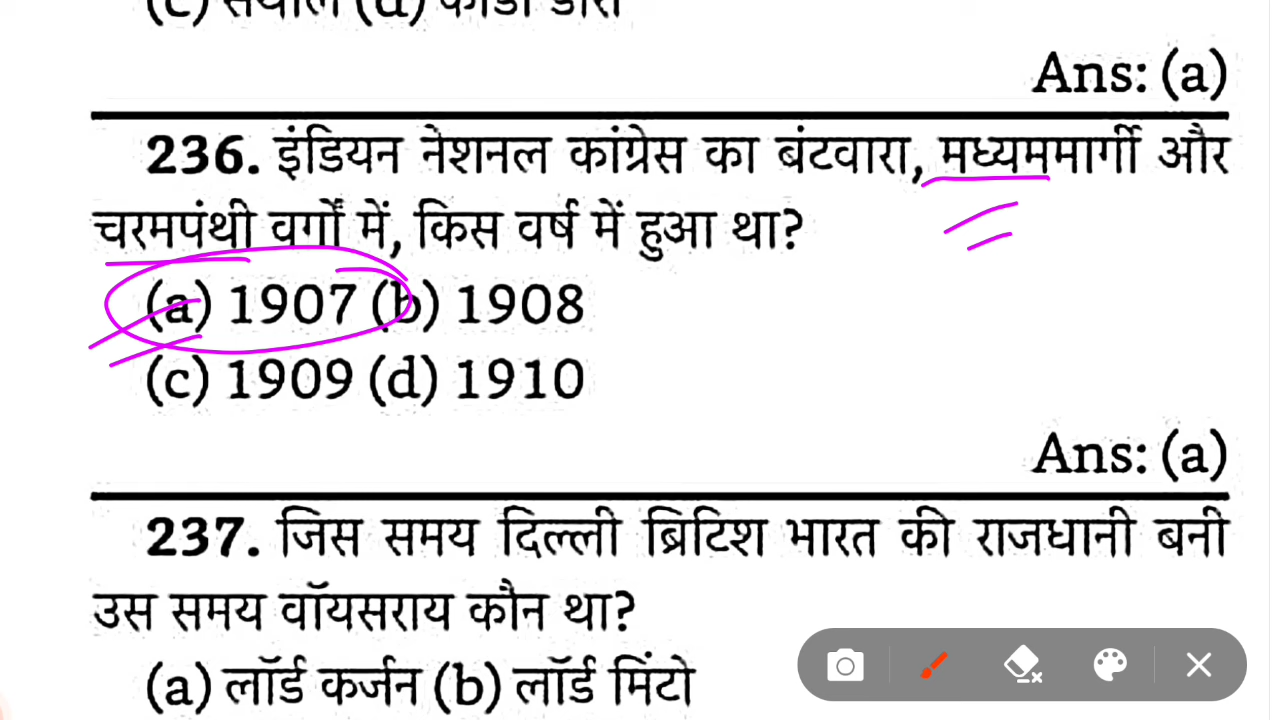 Ans: (a)
236. इंडियन नेशनल कांग्रेस का बंटवारा, मध्यममार्गी और
चरमपंथी वर्गों में, किस वर्ष में हुआ था?
(a) 1907 (b) 1908
(c) 1909 (d) 1910
Ans: (a)
237. जिस समय दिल्ली ब्रिटिश भारत की राजधानी बनी
उस समय वॉयसराय कौन था?
(a) लॉर्ड कर्जन (b) लॉर्ड मिंटो